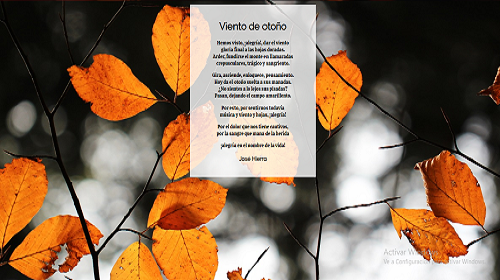 Viento de otoño
Hemos visto, ¡alegría!, dar el viento
gloria final a las hojas doradas.
Arder, fundirse el monte en llamaradas
crepusculares, trágico y sangriento.
Gira, asciende, enloquece, pensamiento.
Hoy da el otoño suelta a sus manadas.
¿No sientes a lo lejos sus pisadas?
Pasan, dejando el campo amarillento.
Por esto, por sentirnos todavía
música y viento y hojas, ¡alegría!
Por el dolor que nos tiene cautivos,
por la sangre que mana de la herida
¡alegría en el nombre de la vida!
José Hierro
Activar Windows
Ve a Configuración para activar Windows.